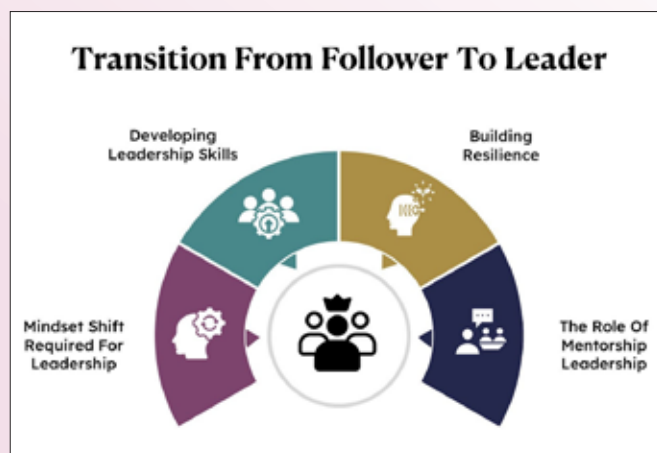 Transition From Follower To Leader
Developing
Leadership Skills
Building
Resilience
Mindset Shift
Required For
Leadership
The Role Of
Mentorship
Leadership